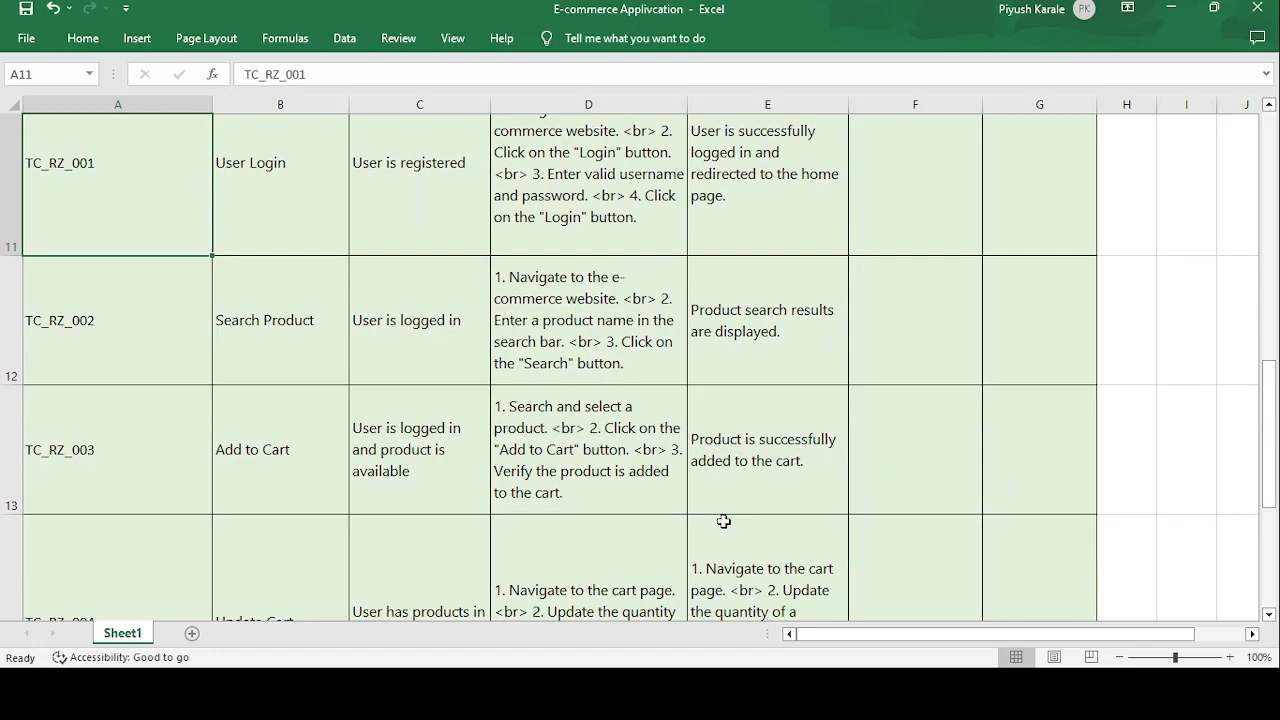 E-commerce Applivcation - Excel
Piyush Karale
PK
File
Home
Insert
Page Layout
Formulas
Data
Review
View
Help
Tell me what you want to do
A11
fx
TC_RZ_001
A
B
C
D
E
F
G
H
I
J
11
TC_RZ_001
User Login
User is registered
commerce website. <br> 2.
Click on the "Login" button.
<br> 3. Enter valid username
and password. <br> 4. Click
on the "Login" button.
User is successfully
logged in and
redirected to the home
page.
12
TC_RZ_002
Search Product
User is logged in
1. Navigate to the e-
commerce website. <br> 2.
Enter a product name in the
search bar. <br> 3. Click on
the "Search" button.
Product search results
are displayed.
13
TC_RZ_003
Add to Cart
User is logged in
and product is
available
1. Search and select a
product. <br> 2. Click on the
"Add to Cart" button. <br> 3.
Verify the product is added
to the cart.
Product is successfully
added to the cart.
User has products in
1. Navigate to the cart page.
<br> 2. Update the quantity
1. Navigate to the cart
page. <br> 2. Update
the quantity of a
Sheet1
Ready
Accessibility: Good to go
100%